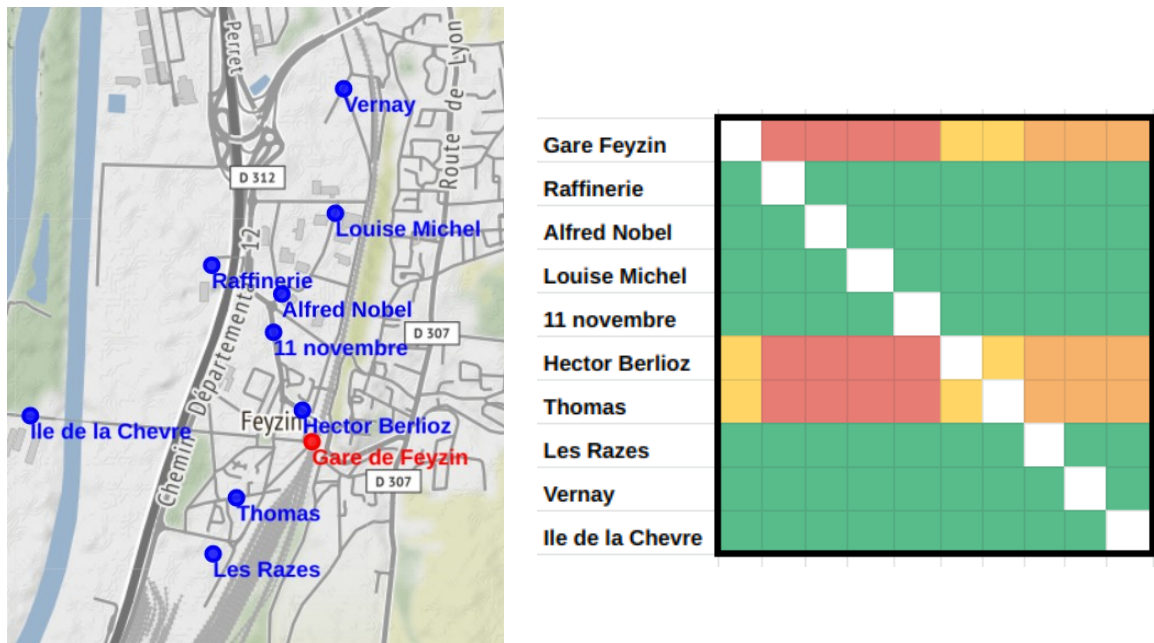 Perret
Route de Lyon
Vernay
D 312
Louise Michel
12
Raffinerie
Alfred Nobel
D 307
11 novembre
Chemin Départemental
Feyzin
Hector Berlioz
Ile de la Chevre
Gare de Feyzin
D 307
Thomas
Les Razes
Gare Feyzin
Raffinerie
Alfred Nobel
Louise Michel
11 novembre
Hector Berlioz
Thomas
Les Razes
Vernay
Ile de la Chevre